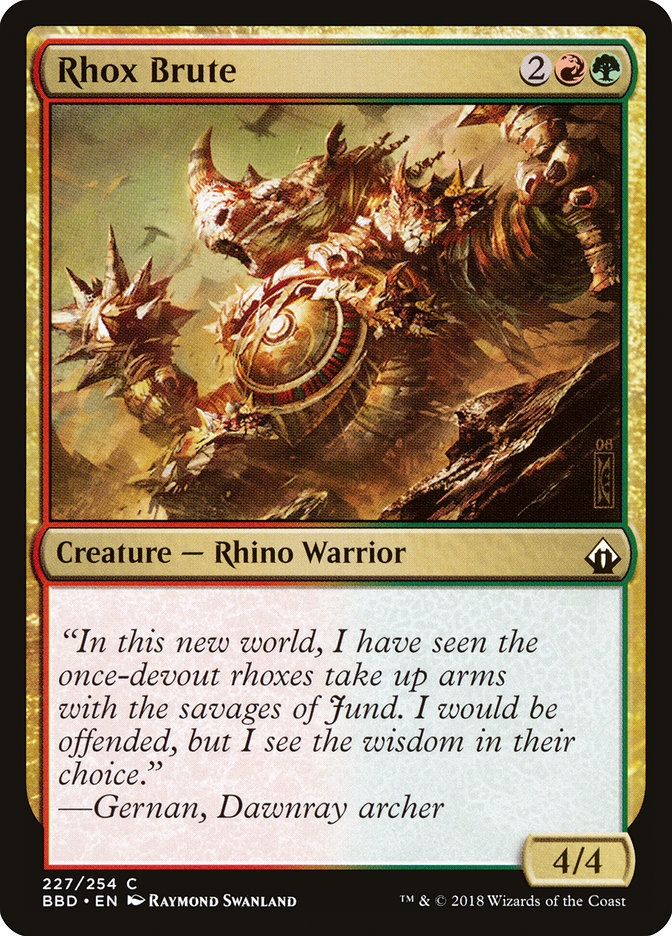 Rhox Brute
2
08
Creature — Rhino Warrior
“In this new world, I have seen the
once-devout rhoxes take up arms
with the savages of Jund. I would be
offended, but I see the wisdom in their
choice.”
—Gernan, Dawnray archer
4/4
227/254 C
BBD • EN Raymond Swanland
™ & © 2018 Wizards of the Coast